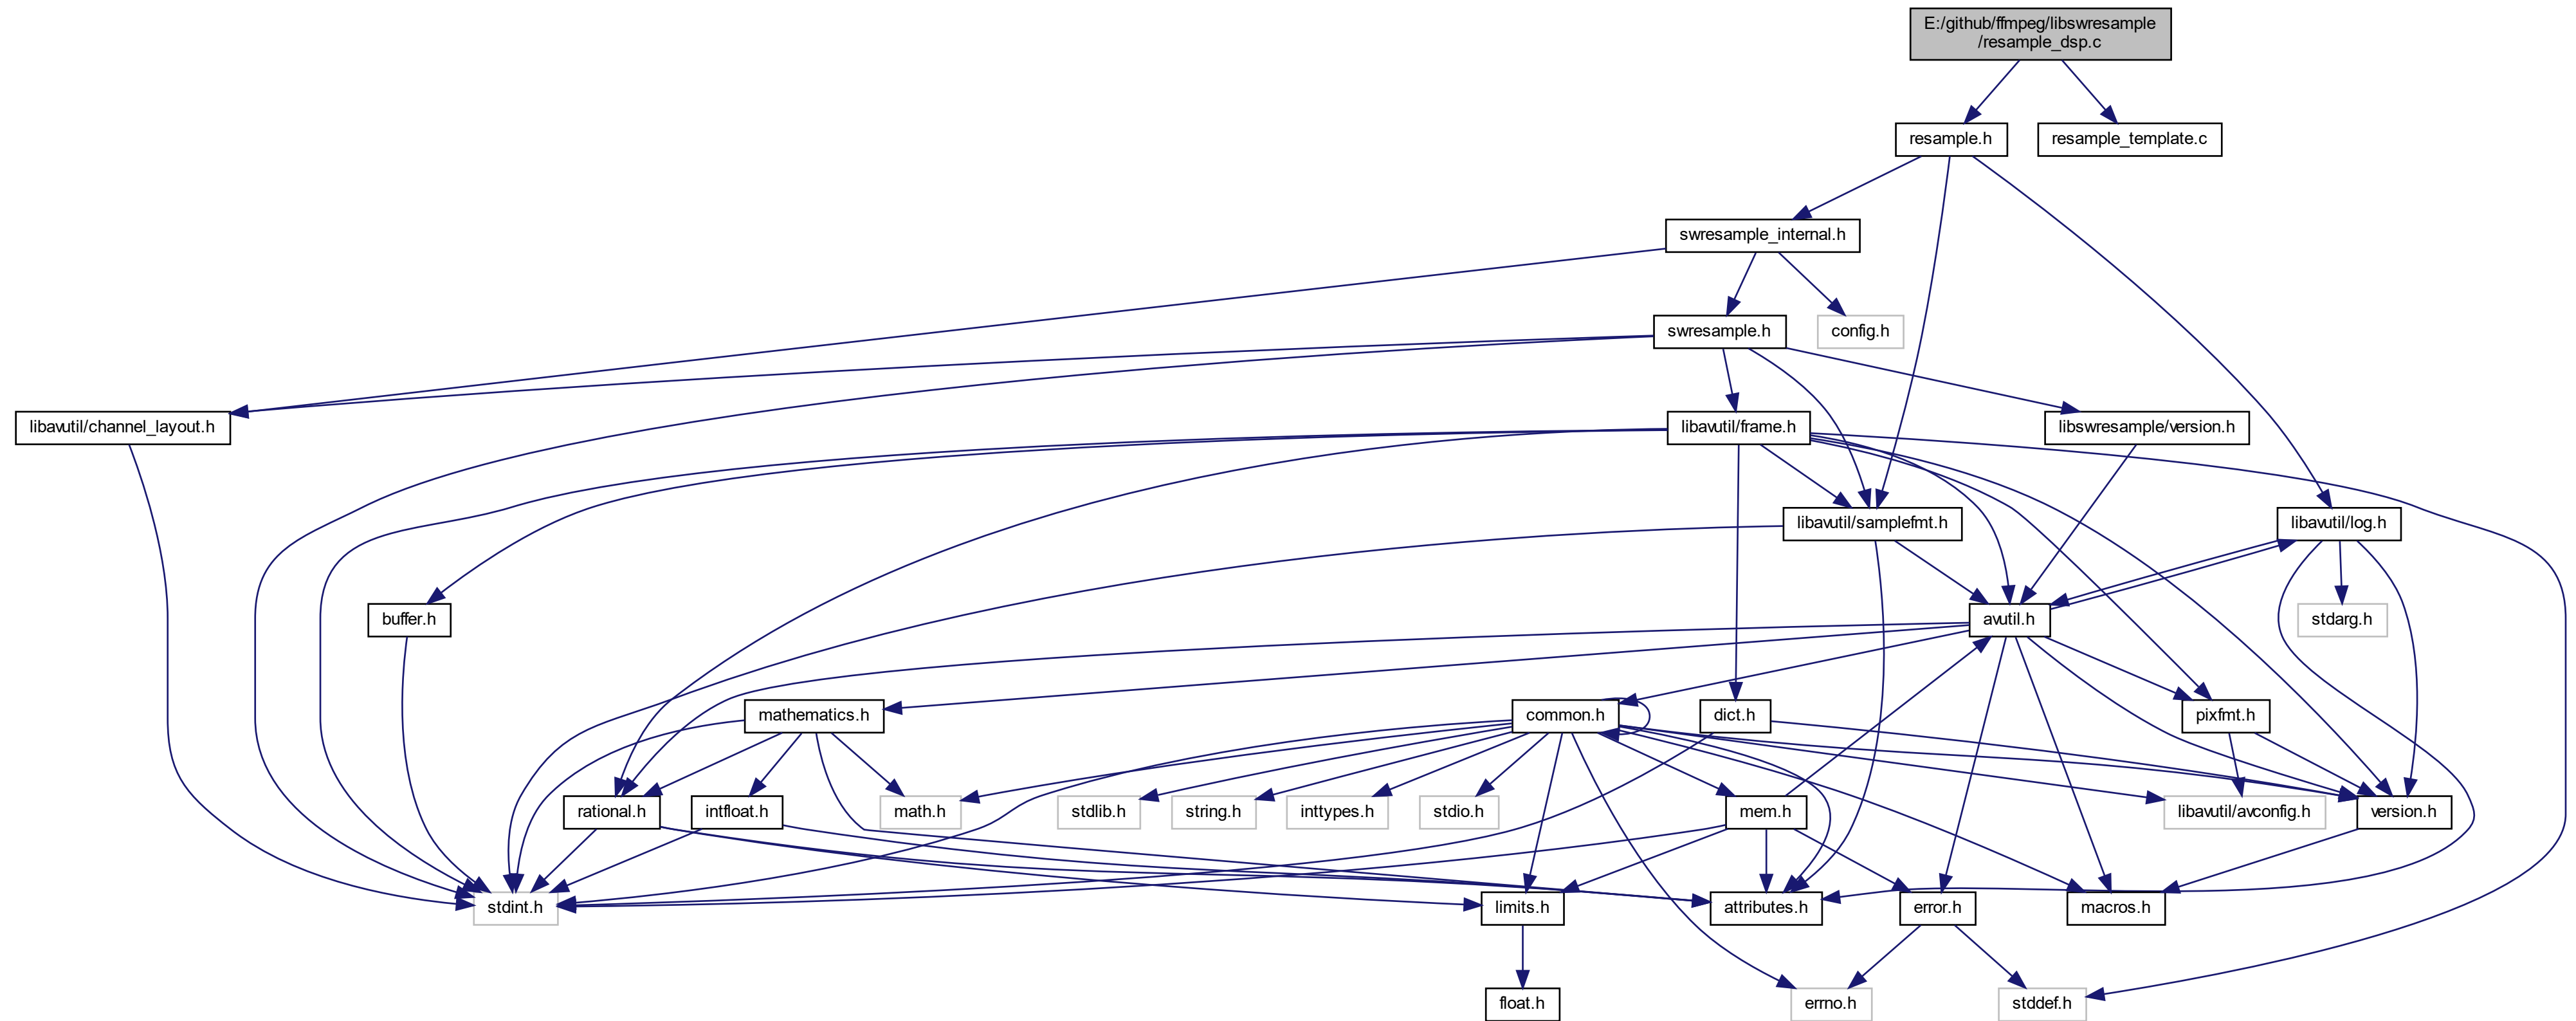 E:/github/ffmpeg/libswresample
/resample_dsp.c
resample.h
resample_template.c
swresample_internal.h
swresample.h
config.h
libavutil/channel_layout.h
libavutil/frame.h
libswresample/version.h
libavutil/samplefmt.h
libavutil/log.h
buffer.h
avutil.h
stdarg.h
mathematics.h
common.h
dict.h
pixfmt.h
rational.h
intfloat.h
math.h
stdlib.h
string.h
inttypes.h
stdio.h
mem.h
libavutil/avconfig.h
version.h
stdint.h
limits.h
attributes.h
error.h
macros.h
float.h
errno.h
stddef.h